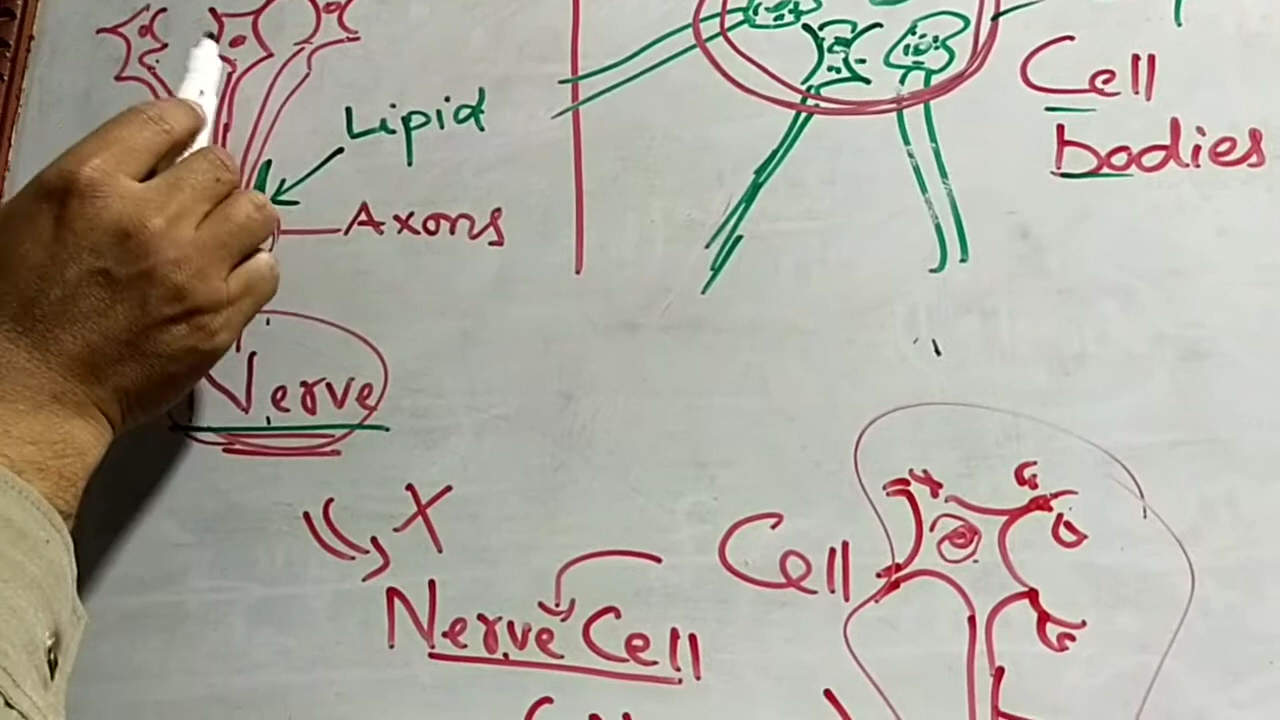 Lipid
Axons
Nerve
Cell
bodies
Cell
Nerve Cell